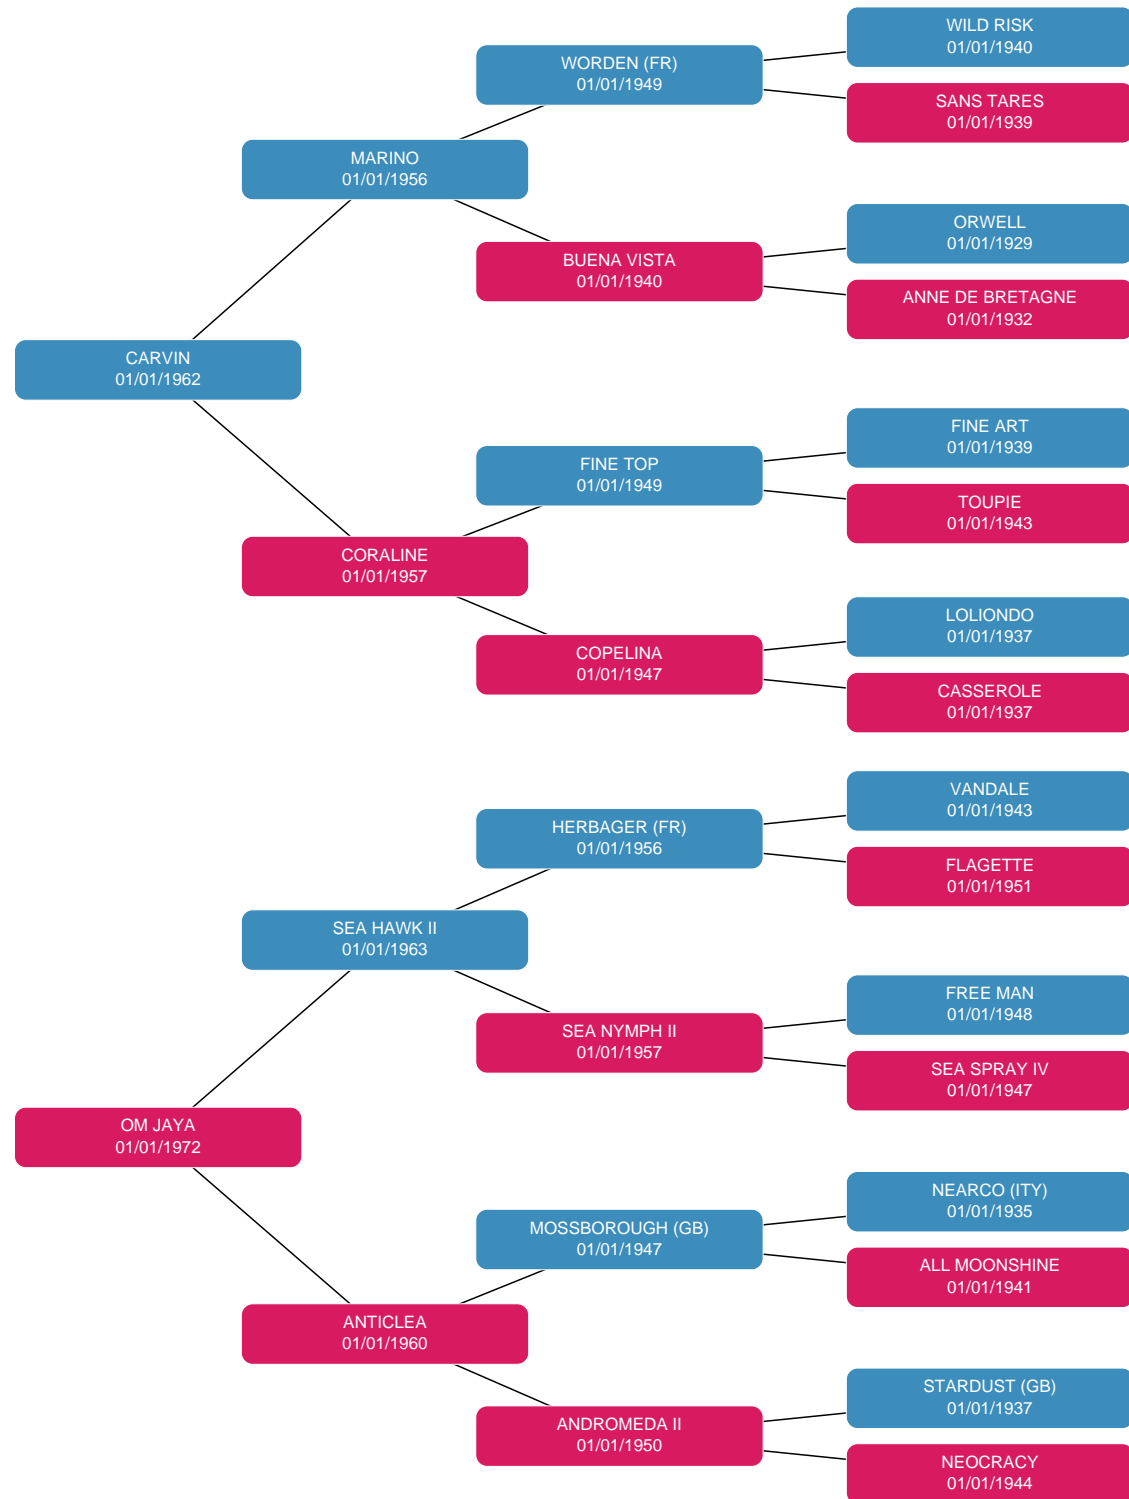 WILD RISK
01/01/1940
WORDEN (FR)
01/01/1949
SANS TARES
01/01/1939
MARINO
01/01/1956
ORWELL
01/01/1929
BUENA VISTA
01/01/1940
ANNE DE BRETAGNE
01/01/1932
CARVIN
01/01/1962
FINE ART
01/01/1939
FINE TOP
01/01/1949
TOUPIE
01/01/1943
CORALINE
01/01/1957
LOLIONDO
01/01/1937
COPELINA
01/01/1947
CASSEROLE
01/01/1937
VANDALE
01/01/1943
HERBAGER (FR)
01/01/1956
FLAGETTE
01/01/1951
SEA HAWK II
01/01/1963
FREE MAN
01/01/1948
SEA NYMPH II
01/01/1957
SEA SPRAY IV
01/01/1947
OM JAYA
01/01/1972
NEARCO (ITY)
01/01/1935
MOSSBOROUGH (GB)
01/01/1947
ALL MOONSHINE
01/01/1941
ANTICLEA
01/01/1960
STARDUST (GB)
01/01/1937
ANDROMEDA II
01/01/1950
NEOCRACY
01/01/1944